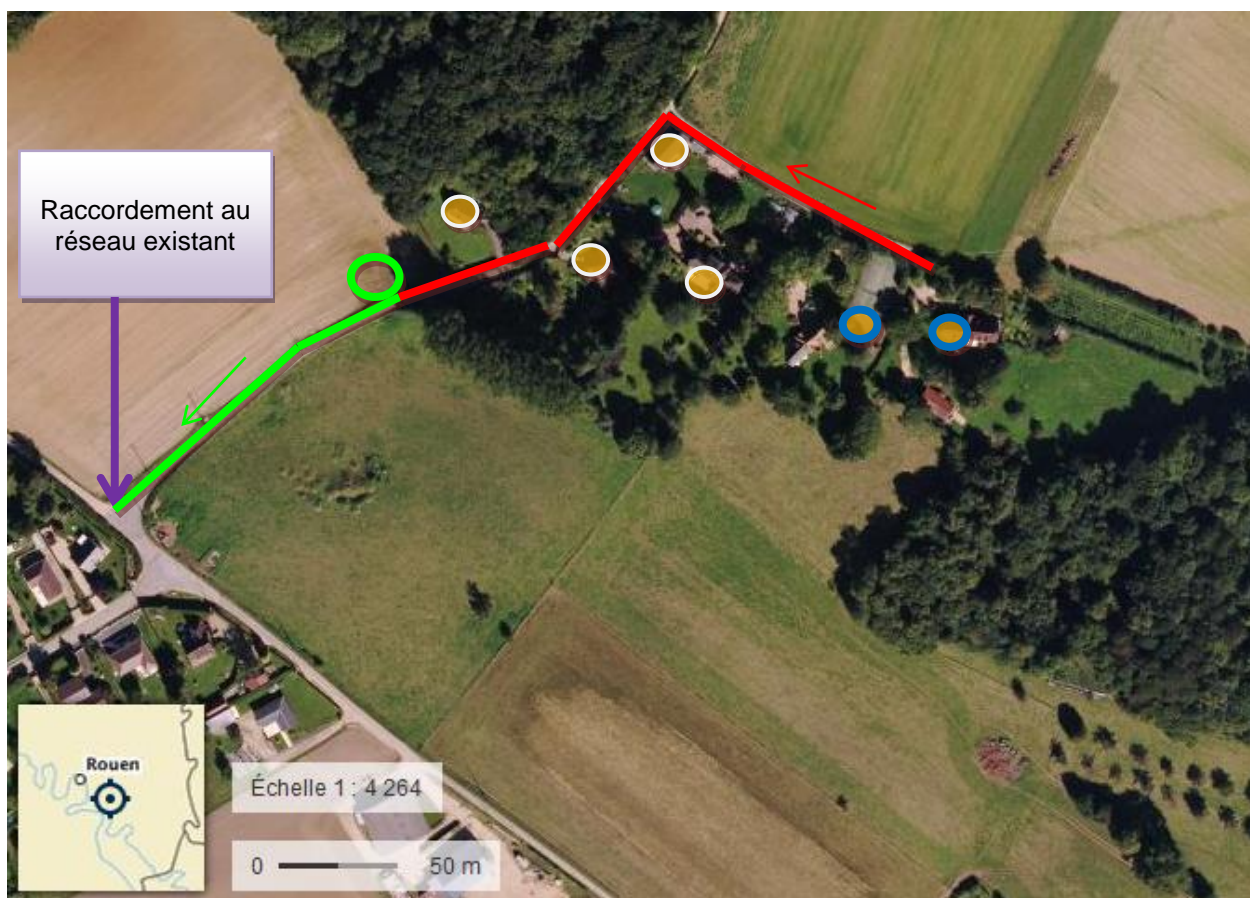 Raccordement au
réseau existant
Rouen
Échelle 1 : 4 264
0 50 m